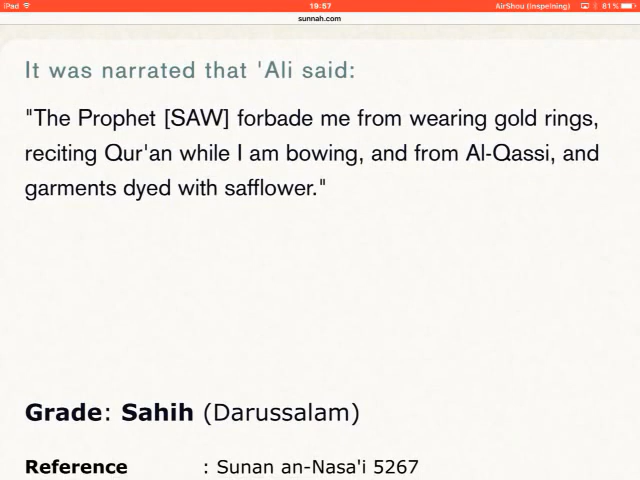 iPad 19:57 AirShou (Inspelning) 81 %
sunnah.com
It was narrated that 'Ali said:
"The Prophet [SAW] forbade me from wearing gold rings,
reciting Qur'an while I am bowing, and from Al-Qassi, and
garments dyed with safflower."
Grade: Sahih (Darussalam)
Reference : Sunan an-Nasa'i 5267